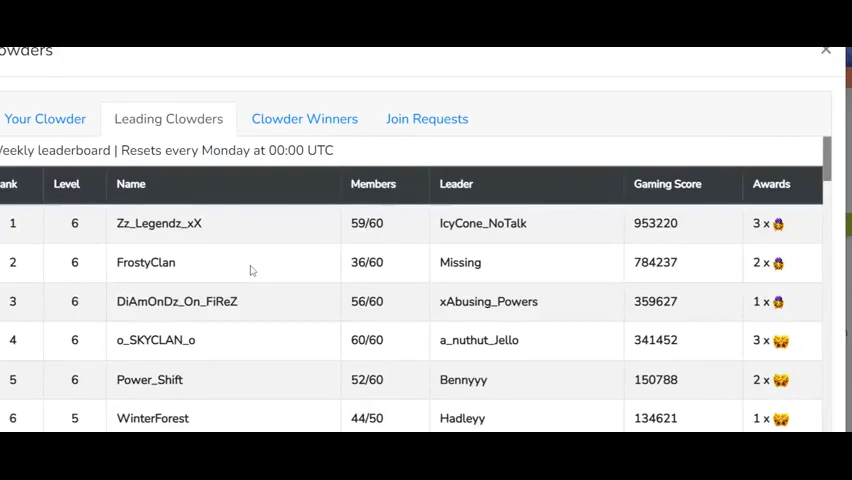 owders ×
Your Clowder Leading Clowders Clowder Winners Join Requests
Weekly leaderboard | Resets every Monday at 00:00 UTC
ank Level Name Members Leader Gaming Score Awards
1 6 Zz_Legendz_xX 59/60 IcyCone_NoTalk 953220 3 x
2 6 FrostyClan 36/60 Missing 784237 2 x
3 6 DiAmOnDz_On_FiReZ 56/60 xAbusing_Powers 359627 1 x
4 6 o_SKYCLAN_o 60/60 a_nuthut_Jello 341452 3 x
5 6 Power_Shift 52/60 Bennyyy 150788 2 x
6 5 WinterForest 44/50 Hadleyy 134621 1 x